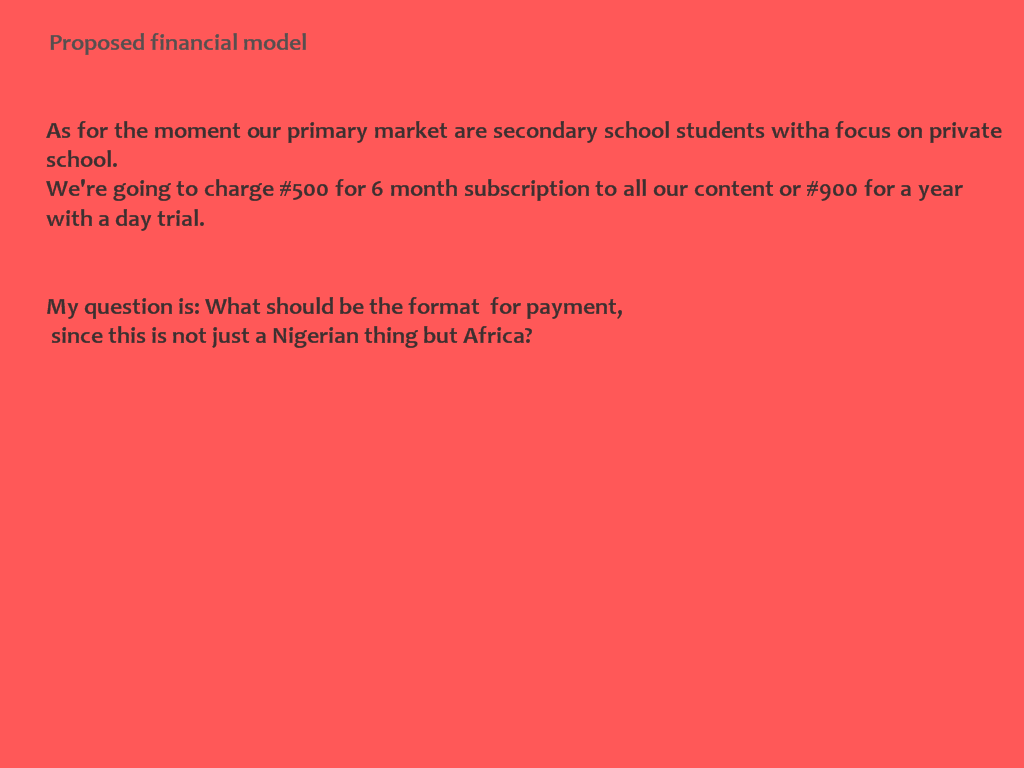 Proposed financial model
As for the moment our primary market are secondary school students witha focus on private
school.
We're going to charge #500 for 6 month subscription to all our content or #900 for a year
with a day trial.
My question is: What should be the format  for payment,
since this is not just a Nigerian thing but Africa?